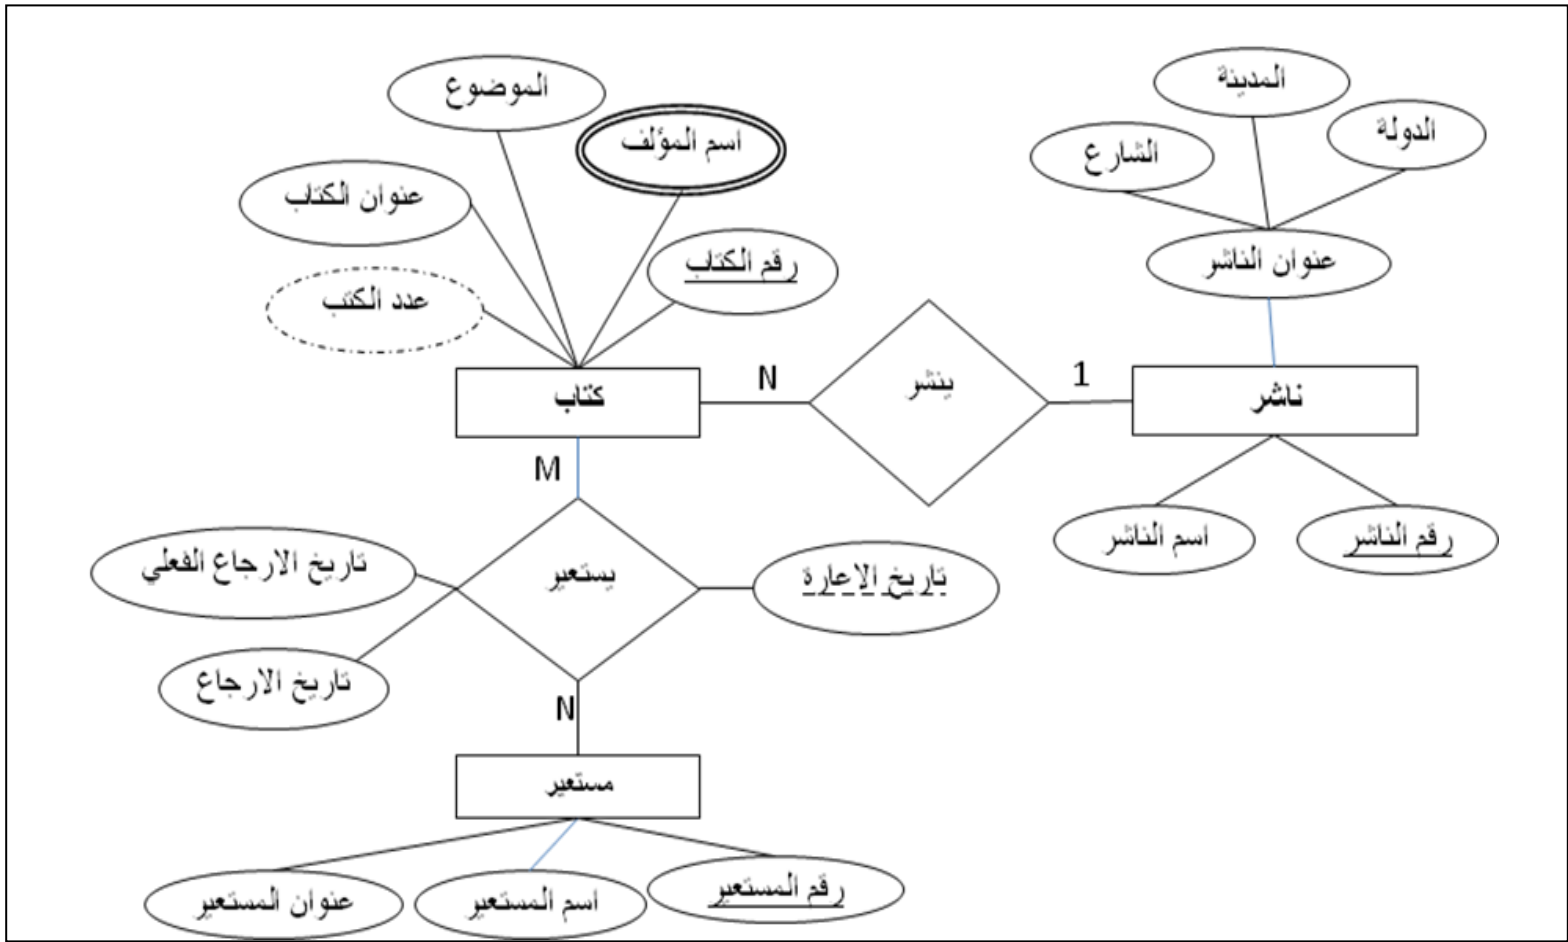 المدينة
الموضوع
الدولة
اسم المؤلف
الشارع
عنوان الكتاب
عنوان الناشر
رقم الكتاب
عدد الكتب
ناشر
1
ينشر
N
كتاب
M
رقم الناشر
اسم الناشر
تاريخ الاعارة
يستعير
تاريخ الارجاع الفعلي
تاريخ الارجاع
N
مستعير
رقم المستعير
اسم المستعير
عنوان المستعير